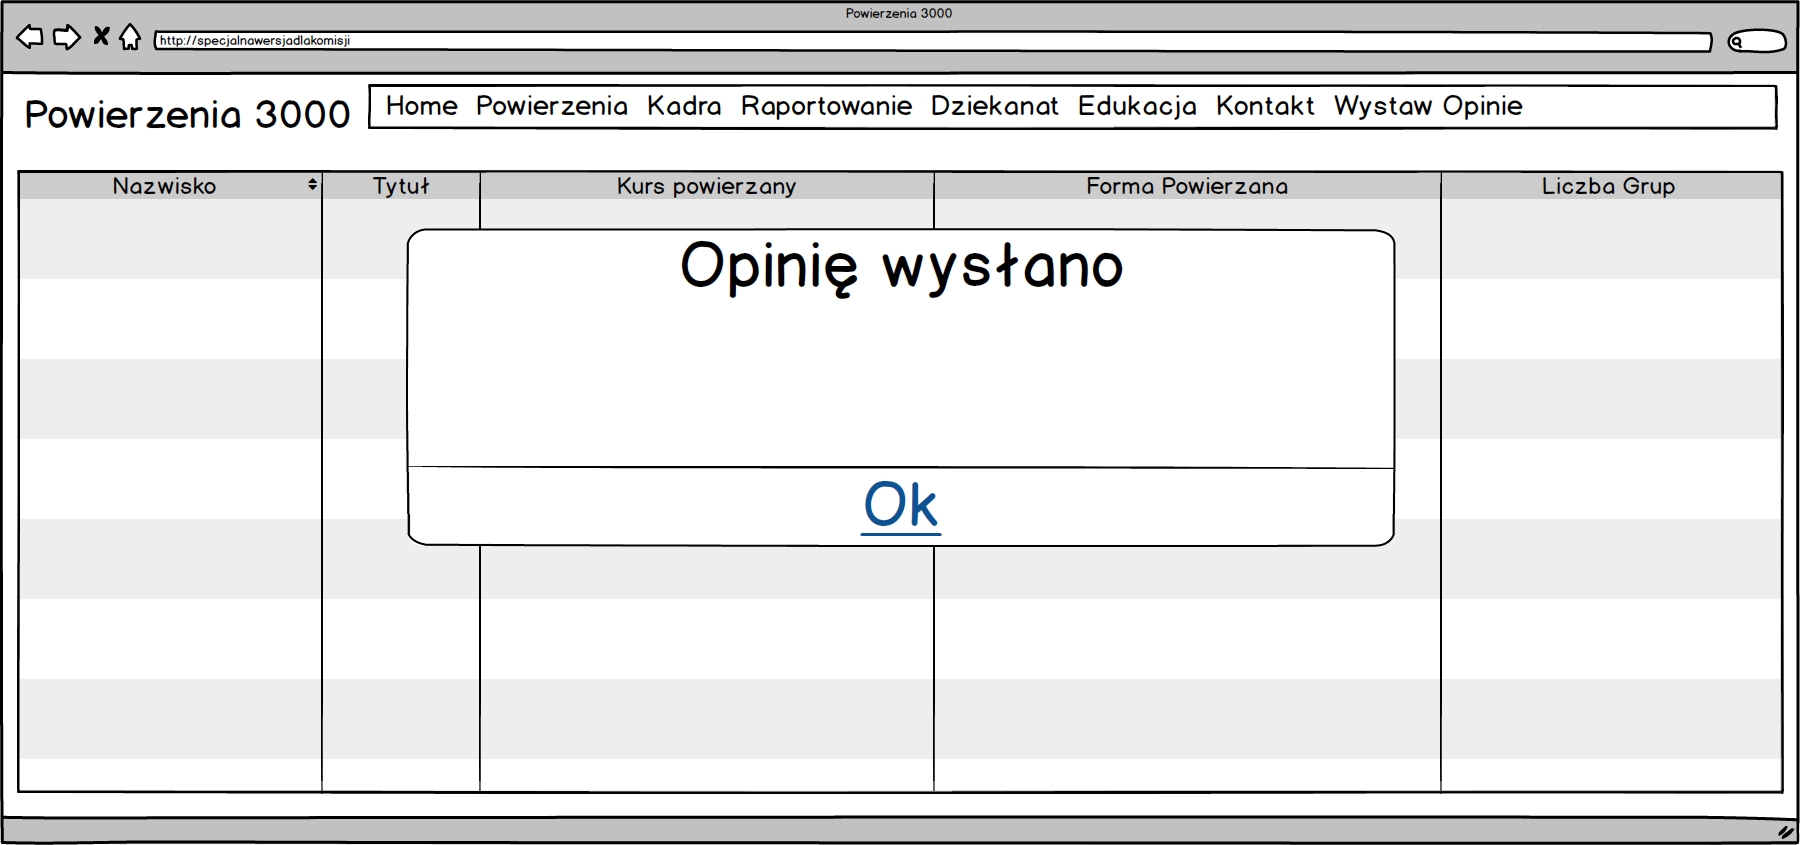 Powierzenia 3000
http://specjalnawersjadlakomisji
Powierzenia 3000
Home Powierzenia Kadra Raportowanie Dziekanat Edukacja Kontakt Wystaw Opinie
Nazwisko Tytuł Kurs powierzany Forma Powierzana Liczba Grup
Opinię wysłano
Ok